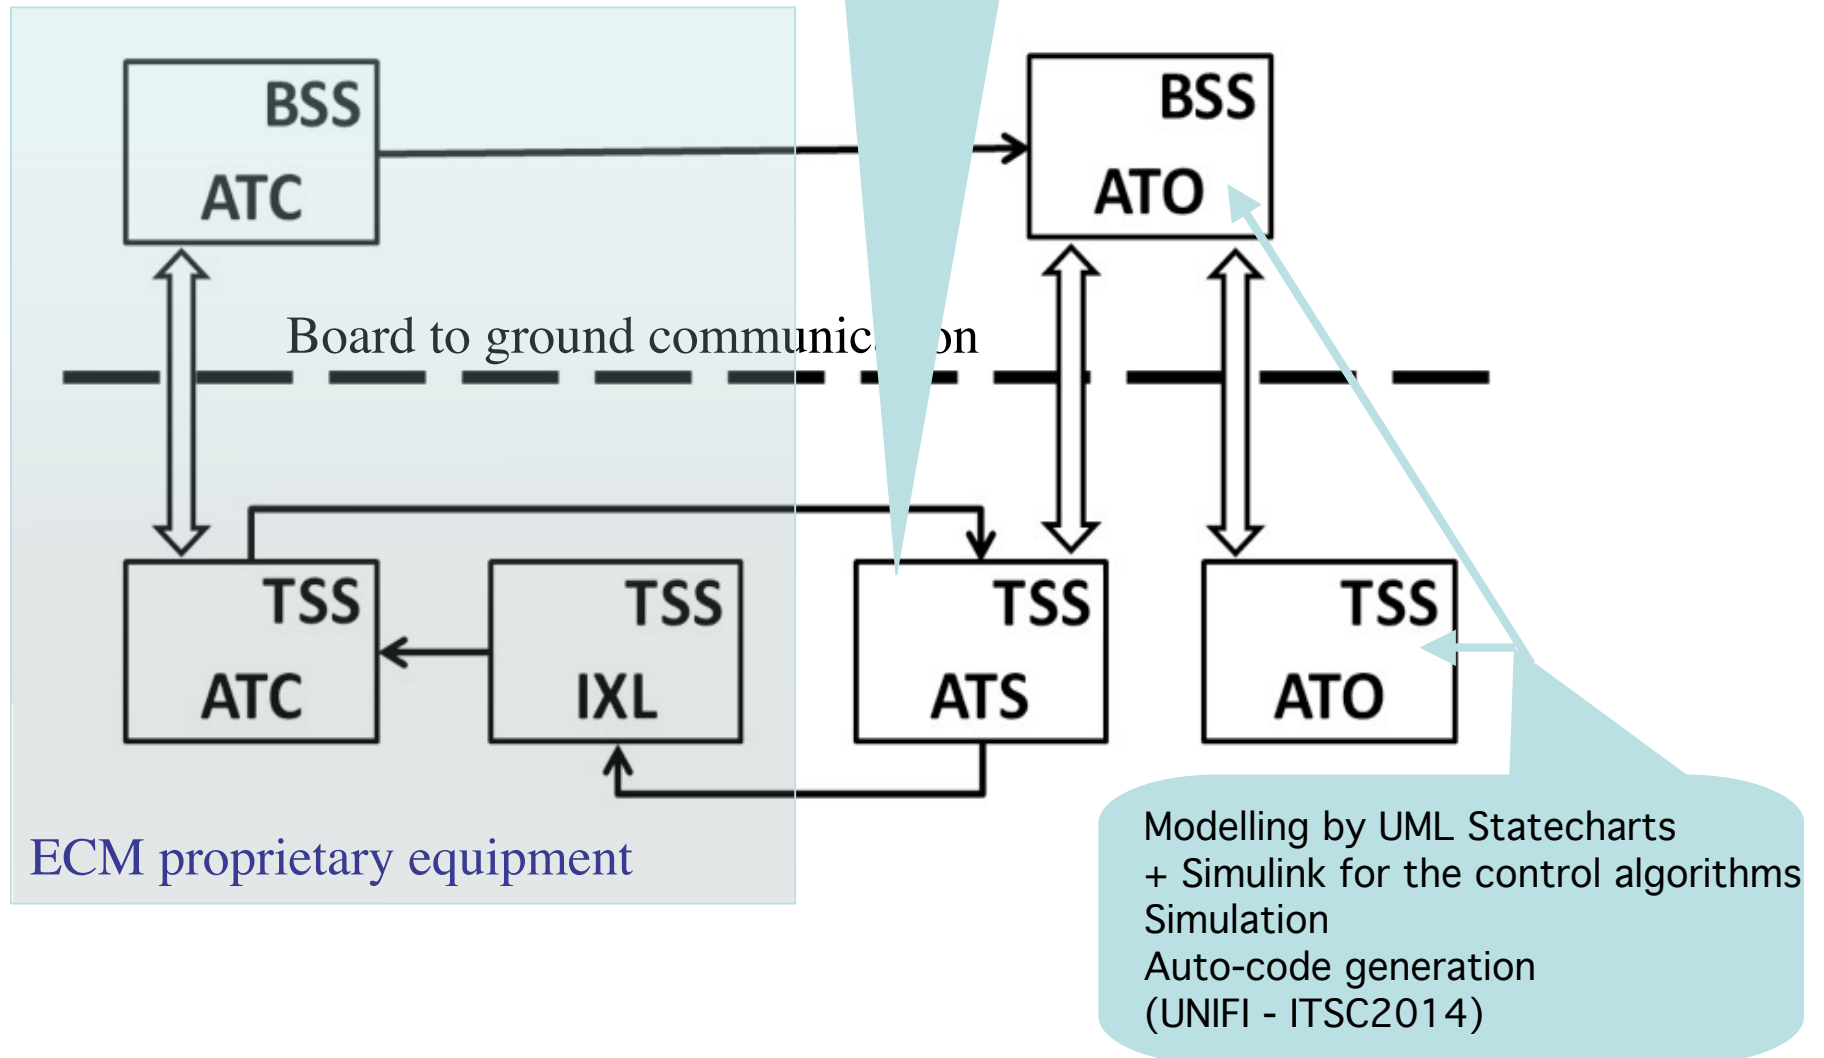 BSS
ATC
BSS
ATO
Board to ground communic on
TSS
ATC
TSS
IXL
TSS
ATS
TSS
ATO
ECM proprietary equipment
Modelling by UML Statecharts
+ Simulink for the control algorithms
Simulation
Auto-code generation
(UNIFI - ITSC2014)